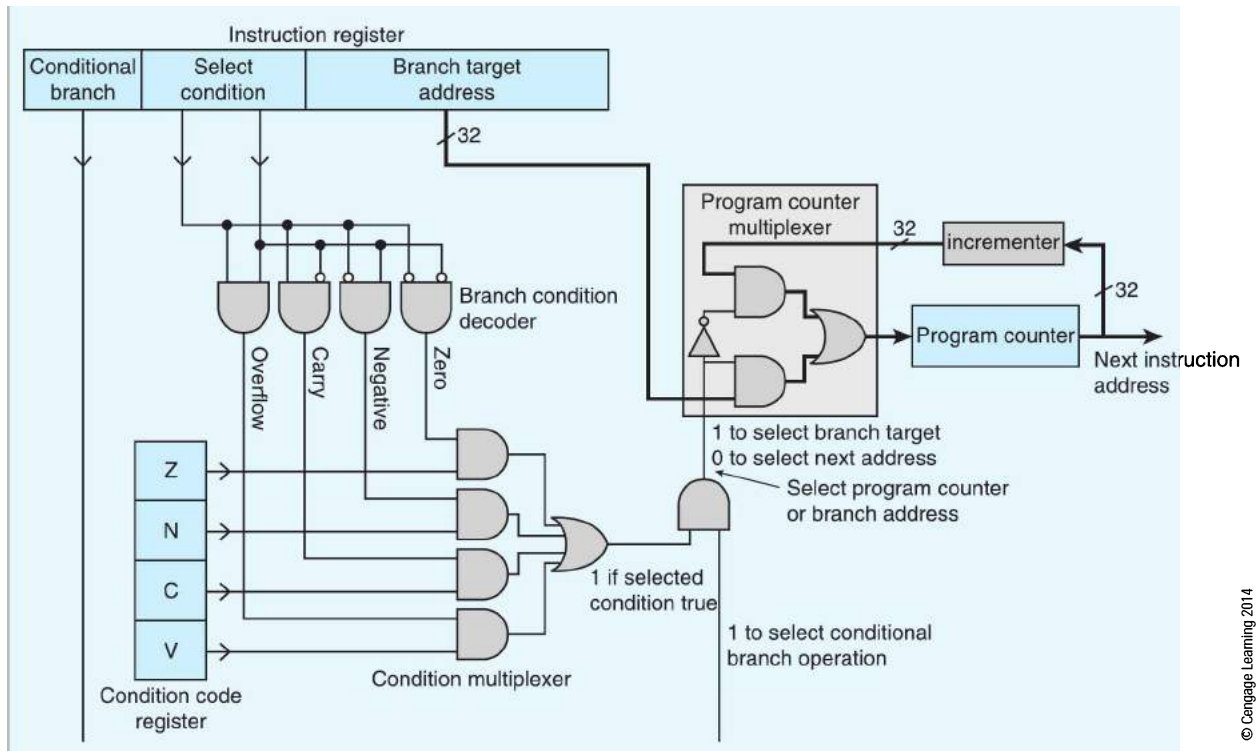 Instruction register
Conditional
branch
Select
condition
Branch target
address
32
Program counter
multiplexer
32
incrementer
32
Program counter
Next instruction
address
Branch condition
decoder
Overflow
Carry
Negative
Zero
1 to select branch target
0 to select next address
Select program counter
or branch address
Z
N
C
V
1 if selected
condition true
1 to select conditional
branch operation
Condition multiplexer
Condition code
register
© Cengage Learning 2014